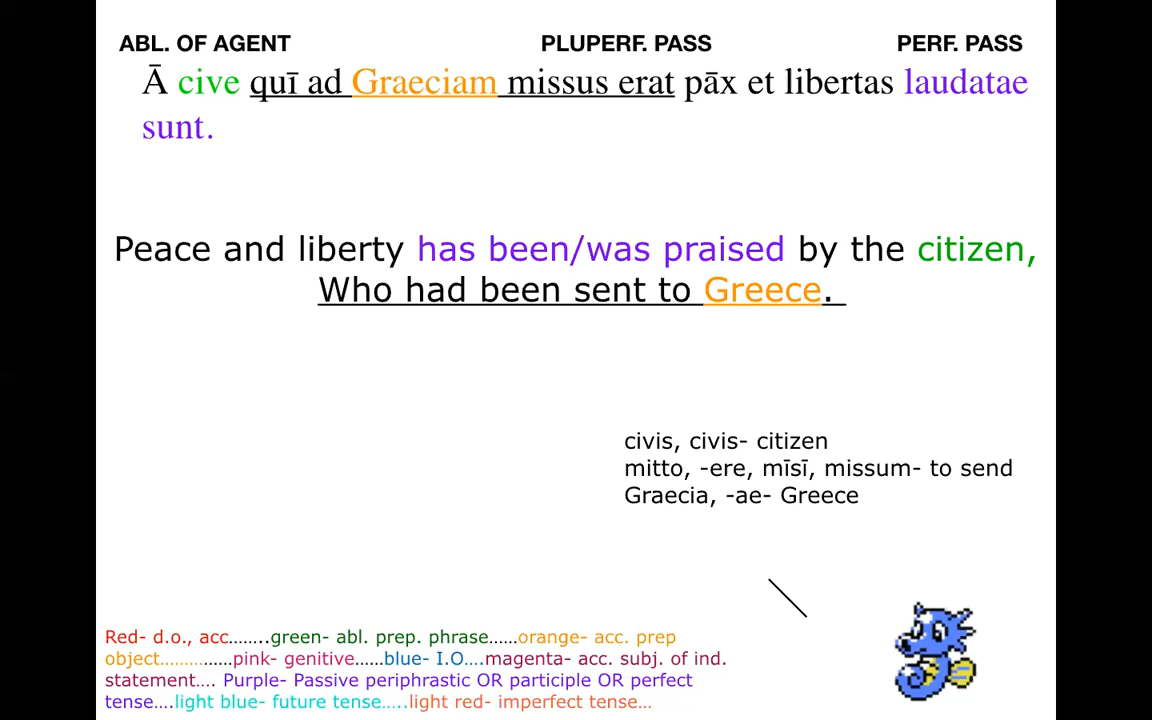 ABL. OF AGENT PLUPERF. PASS PERF. PASS
Ā cive quī ad Graeciam missus erat pāx et libertas laudatae
sunt.
Peace and liberty has been/was praised by the citizen,
Who had been sent to Greece.
civis, civis- citizen
mitto, -ere, mīsī, missum- to send
Graecia, -ae- Greece
Red- d.o., acc........green- abl. prep. phrase......orange- acc. prep
object...............pink- genitive......blue- I.O....magenta- acc. subj. of ind.
statement.... Purple- Passive periphrastic OR participle OR perfect
tense....light blue- future tense.....light red- imperfect tense...